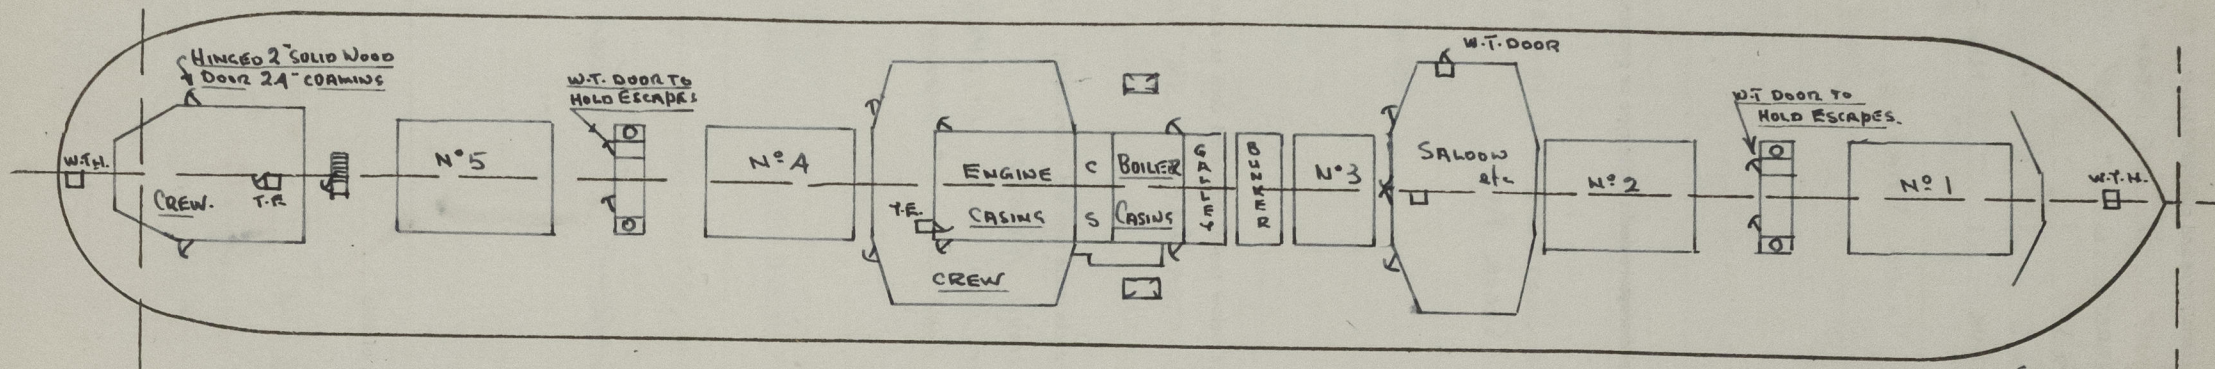 HINGED 2" SOLID WOOD
DOOR 24" COAMING
W.T.H.
CREW.
T.E.
Nº5
W.T. DOOR TO
HOLD ESCAPES
Nº4
T.E.
ENGINE
CASING
CREW
C
S
BOILER
CASING
GALLEY
BUNKER
Nº3
W.T. DOOR
SALOON
etc
Nº2
W.T DOOR TO
HOLD ESCAPES.
Nº1
W.T.H.